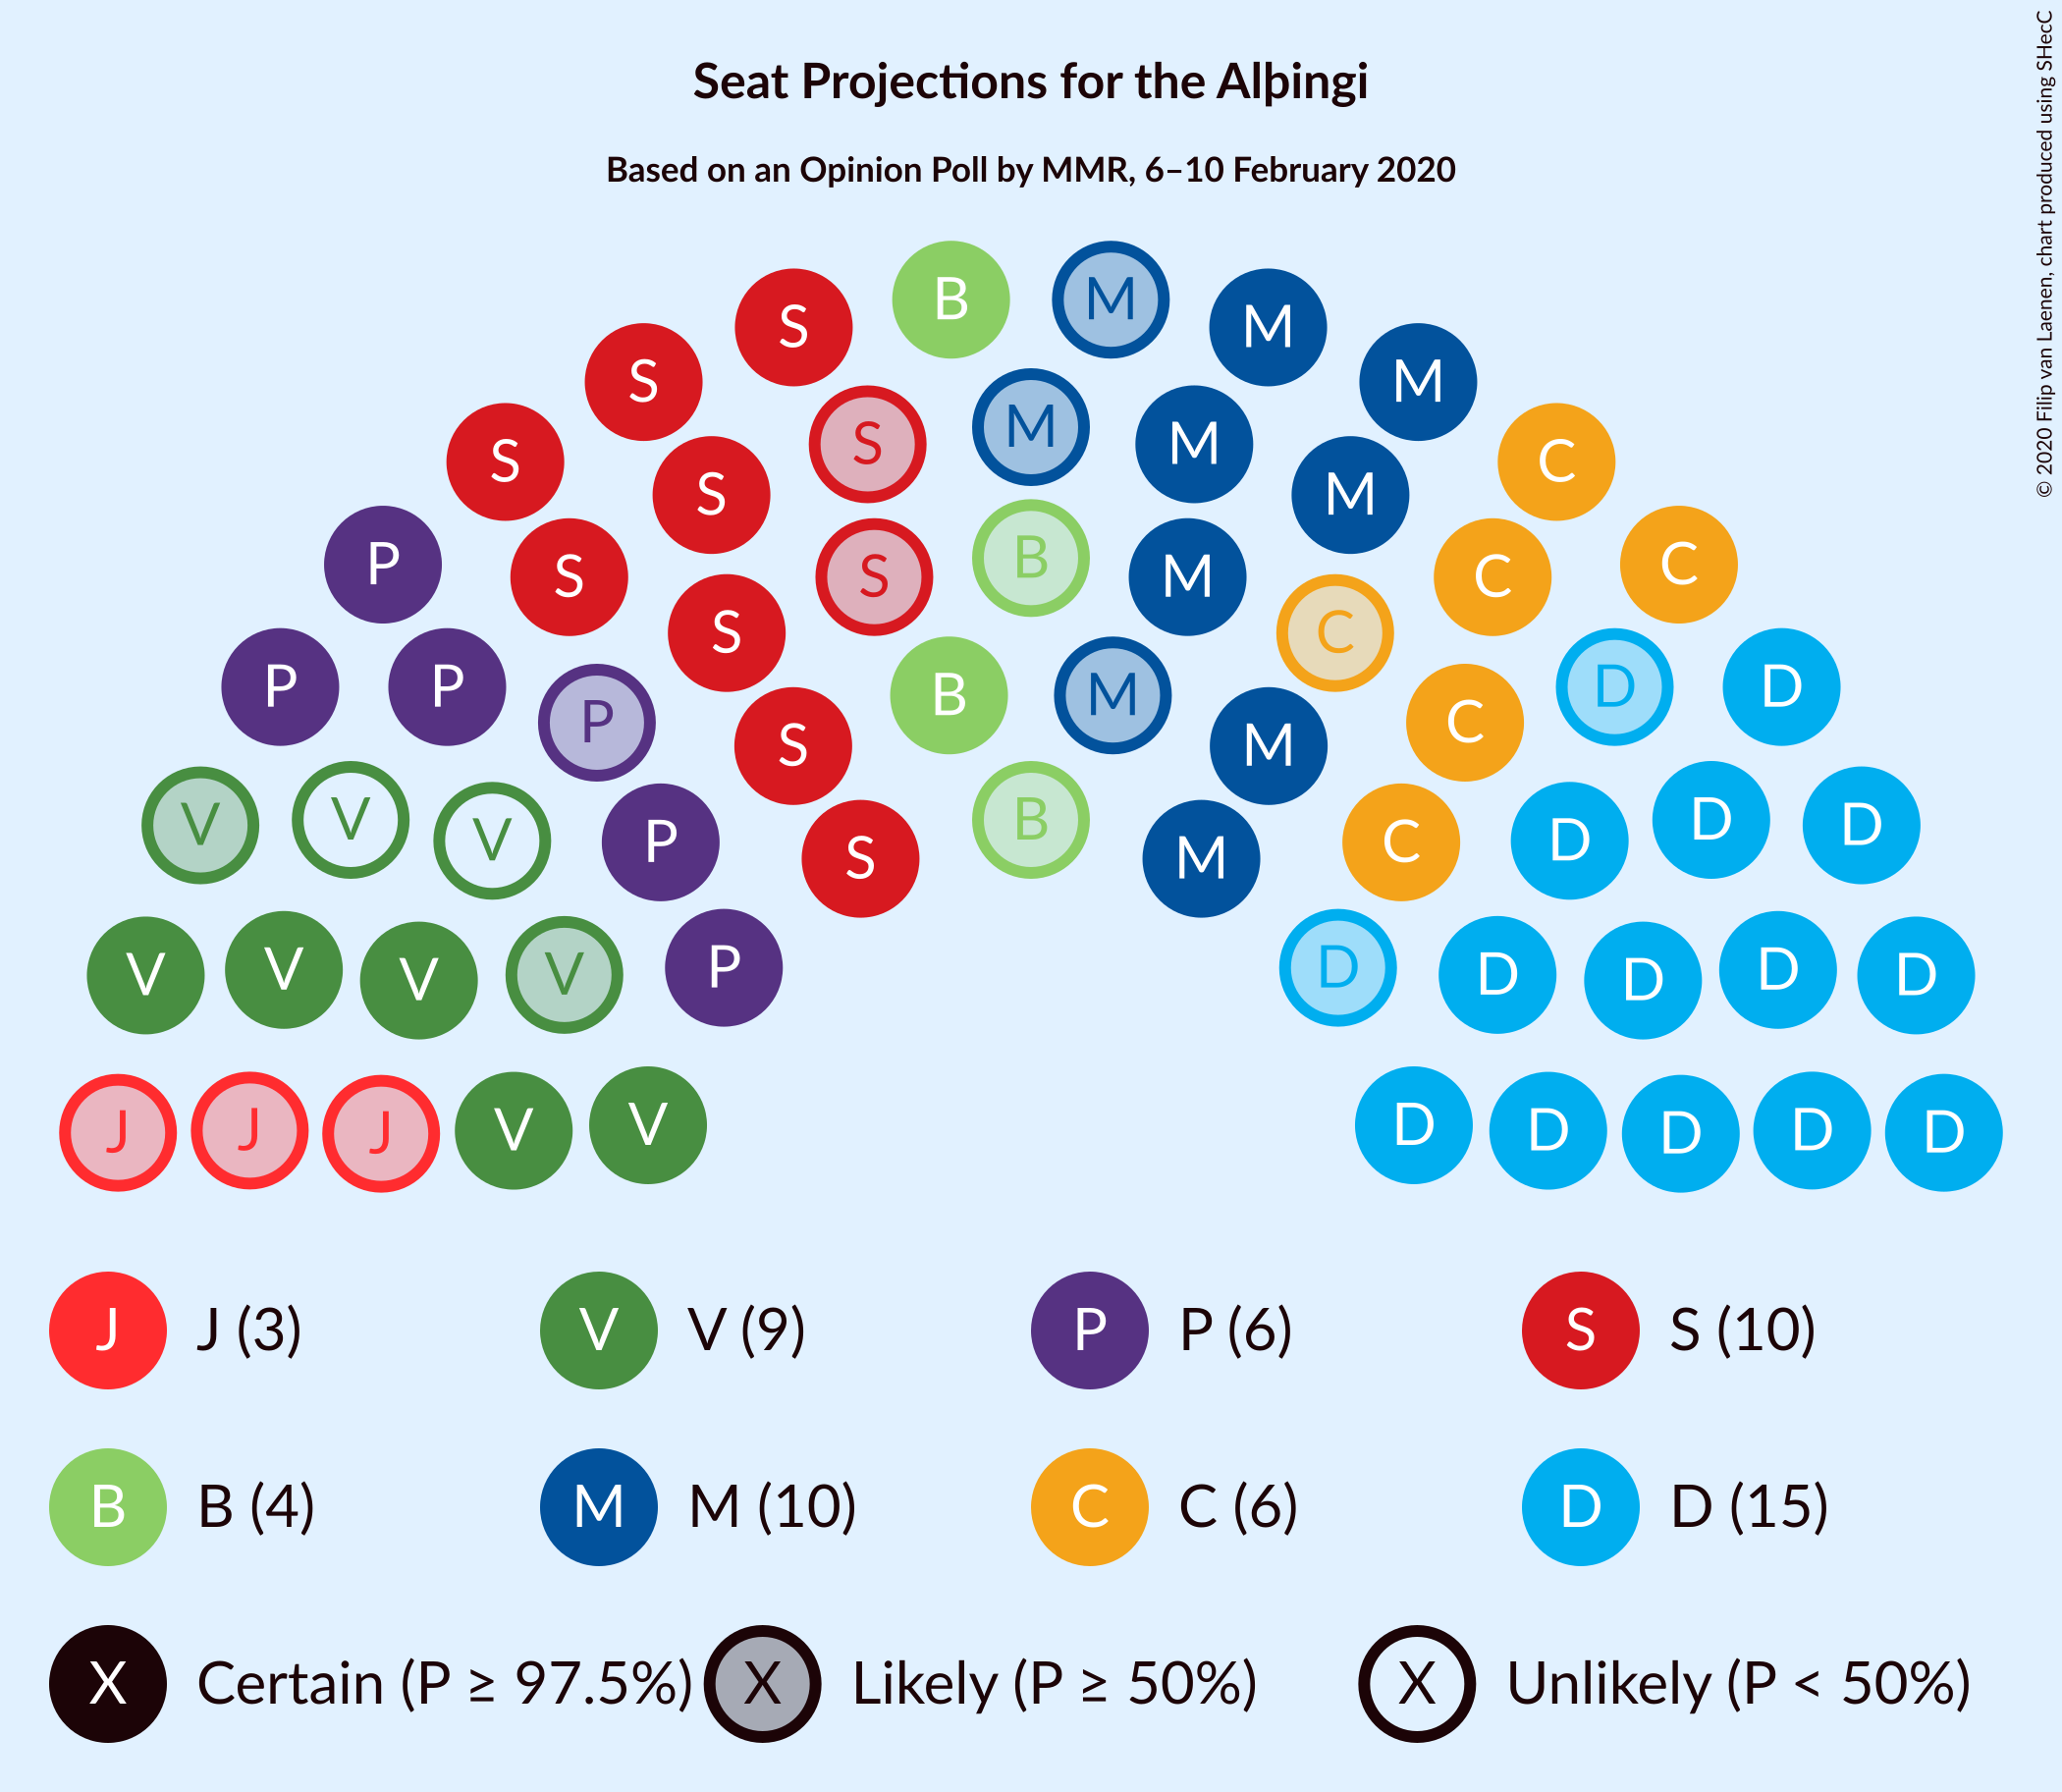 © 2020 Filip van Laenen, chart produced using SHecC
Seat Projections for the Alþingi
Based on an Opinion Poll by MMR, 6–10 February 2020
B M
S M
S M
S M M
S C
S M
B
P C
S S M C
S C
P P B M D D
P C
S M
V V B D D
V P C D
S M
V V V V P D D D D D
J J J V V D D D D D
J J (3) V V (9) P P (6) S S (10)
B B (4) M M (10) C C (6) D D (15)
X Certain (P ≥ 97.5%) X Likely (P ≥ 50%) X Unlikely (P < 50%)